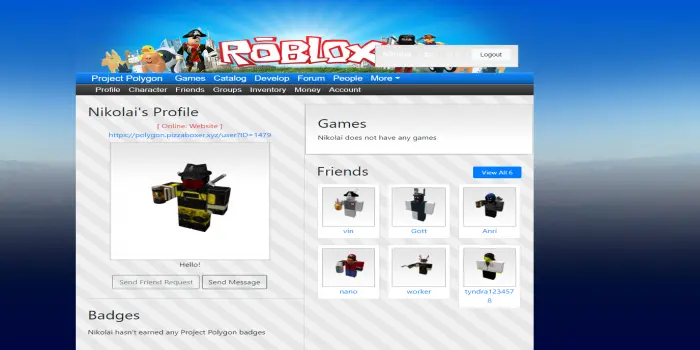 ROBLOX
Logout
Project Polygon Games Catalog Develop Forum People More
Profile Character Friends Groups Inventory Money Account
Nikolai's Profile
[ Online: Website ]
https://polygon.pizzaboxer.xyz/user?ID=1479
Hello!
Send Friend Request Send Message
Badges
Nikolai hasn't earned any Project Polygon badges
Games
Nikolai does not have any games
Friends
View All 6
vin Gott Anri
nano worker tyndra123457
8